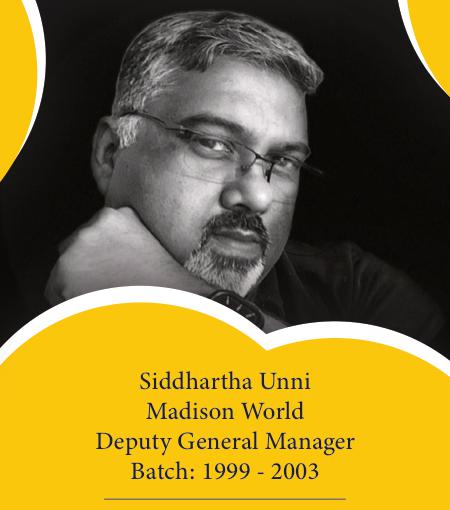 Siddhartha Unni
Madison World
Deputy General Manager
Batch: 1999 - 2003